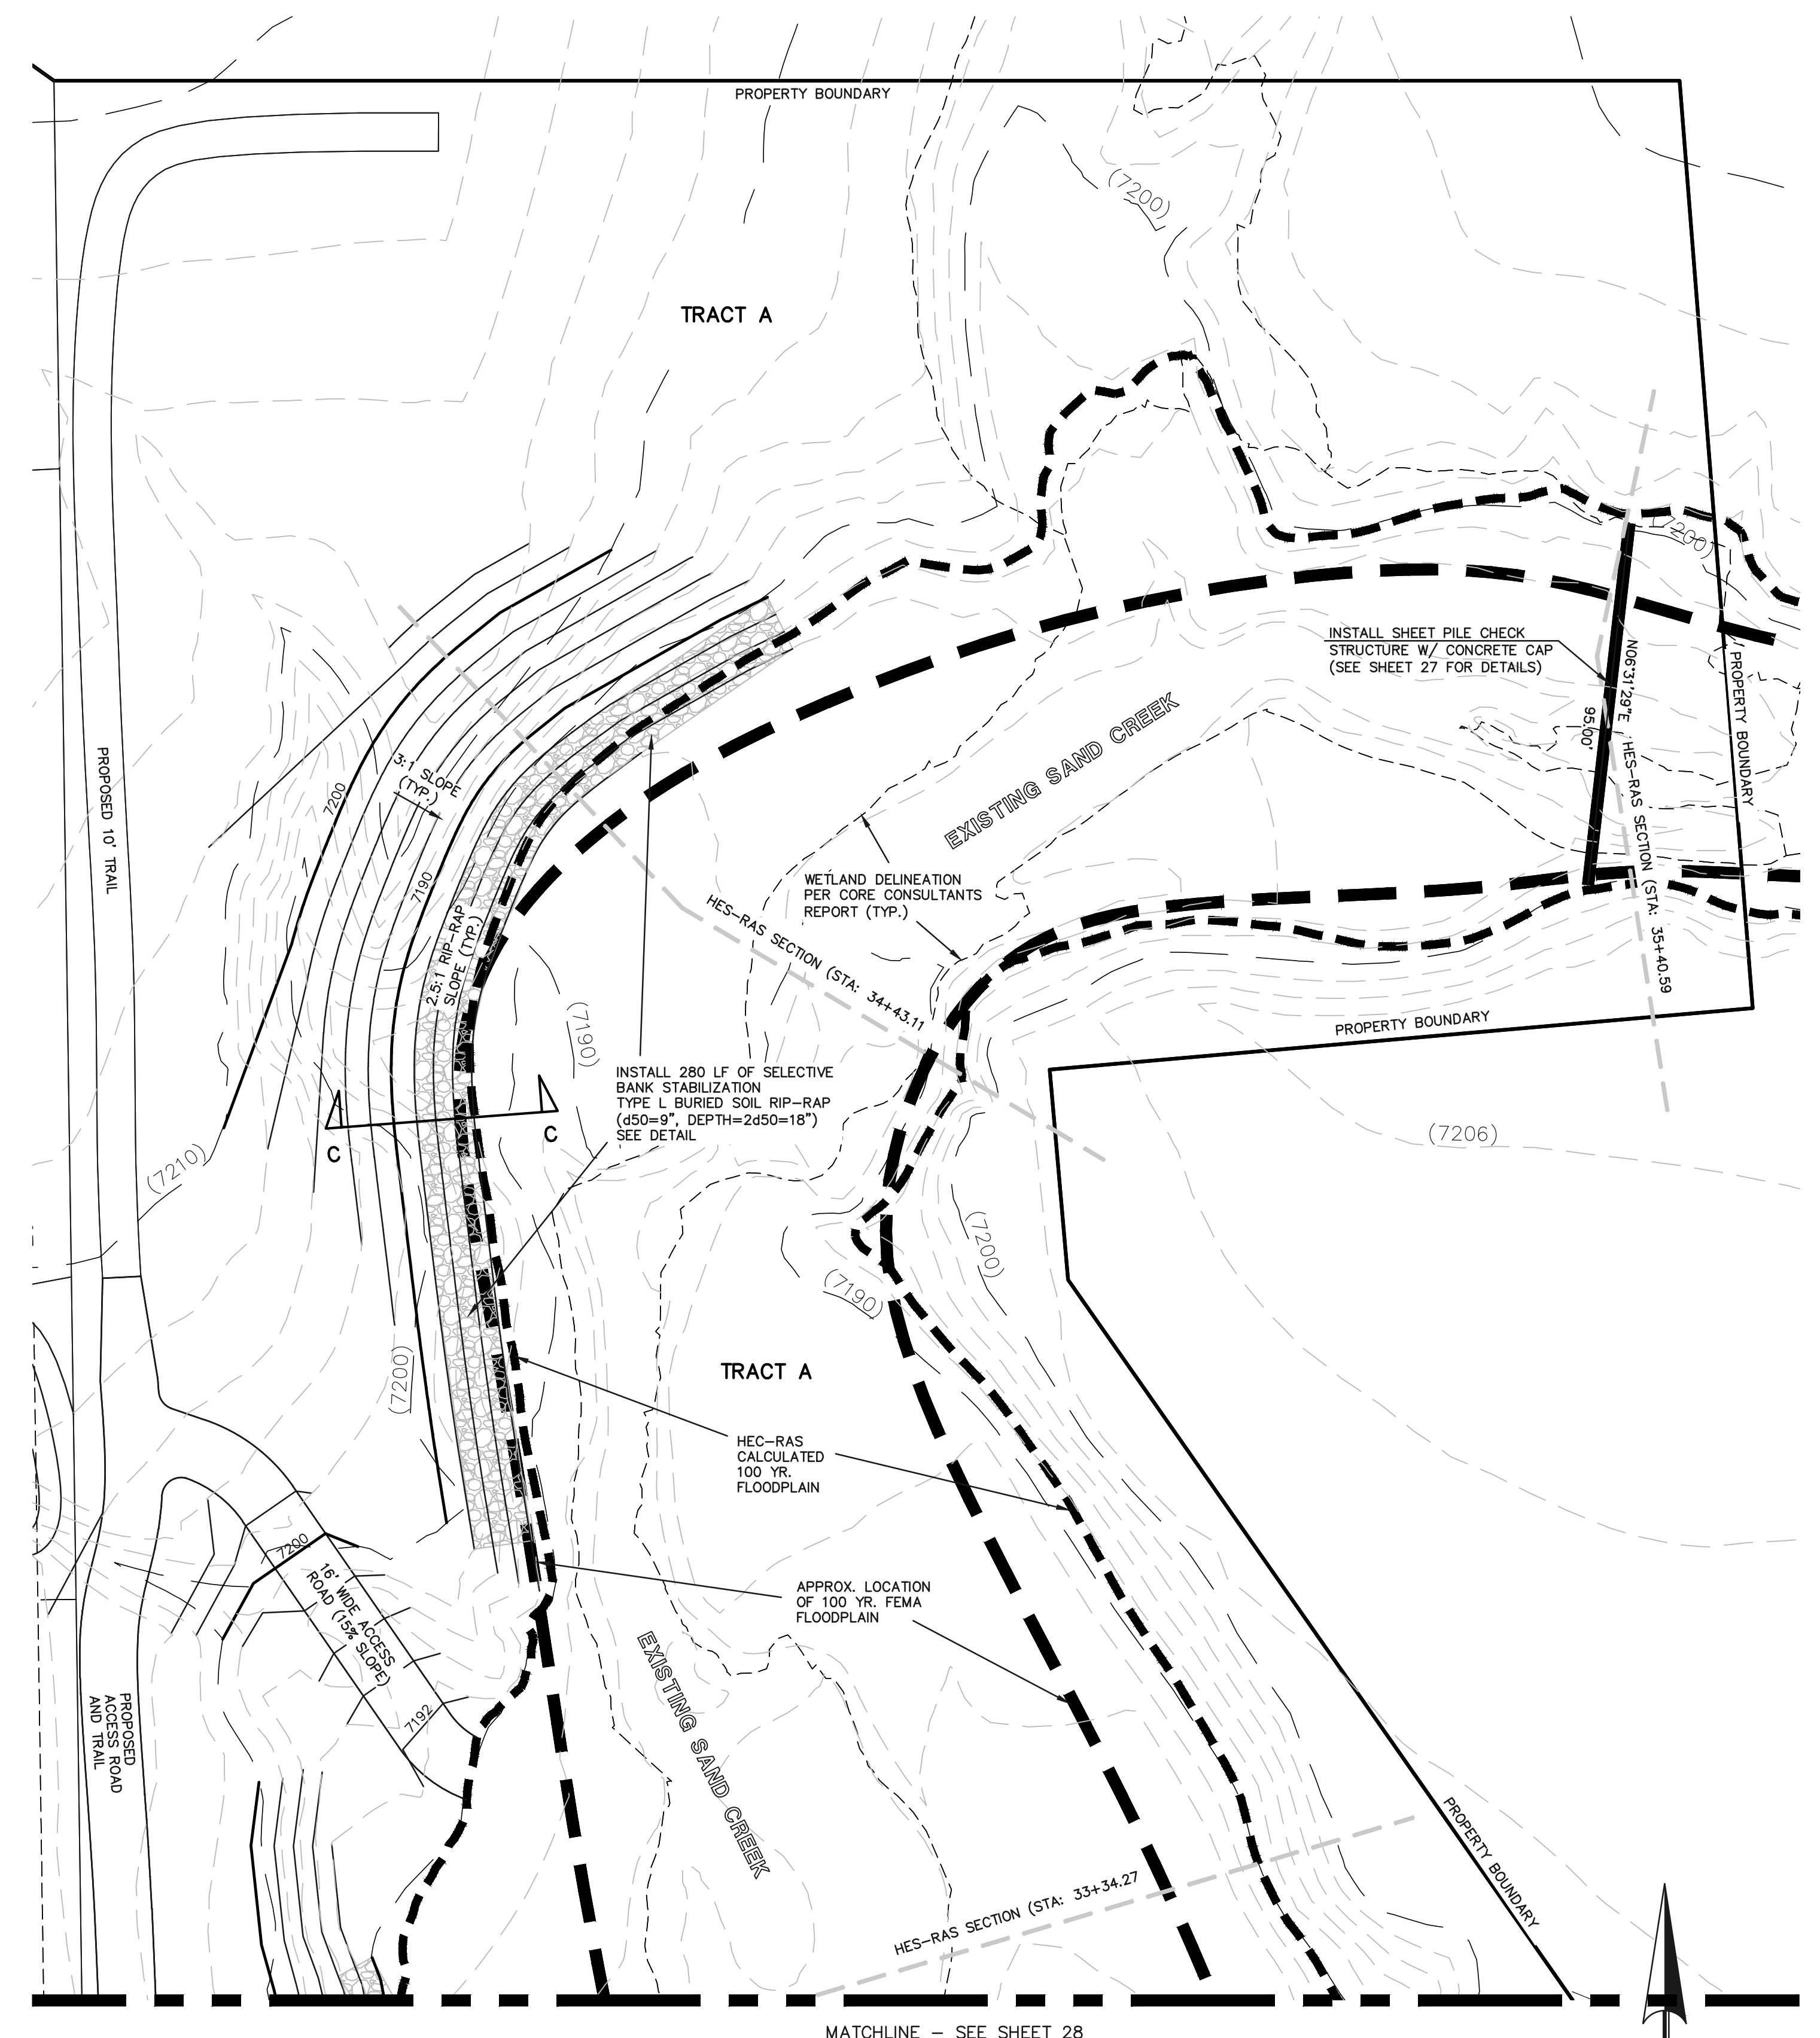 PROPERTY BOUNDARY
(7200)
TRACT A
(7200)
INSTALL SHEET PILE CHECK
STRUCTURE W/ CONCRETE CAP
(SEE SHEET 27 FOR DETAILS)
N06°31'29"E
95.00'
PROPERTY BOUNDARY
HES-RAS SECTION (STA: 35+40.59
EXISTING SAND CREEK
PROPOSED 10' TRAIL
7200
3:1 SLOPE
(TYP.)
7190
2.5:1 RIP-RAP
SLOPE (TYP.)
WETLAND DELINEATION
PER CORE CONSULTANTS
REPORT (TYP.)
HES-RAS SECTION (STA: 34+43.11
PROPERTY BOUNDARY
(7190)
INSTALL 280 LF OF SELECTIVE
BANK STABILIZATION
TYPE L BURIED SOIL RIP-RAP
(d50=9", DEPTH=2d50=18")
SEE DETAIL
C
C
(7210)
(7206)
(7200)
(7190)
(7200)
TRACT A
HEC-RAS
CALCULATED
100 YR.
FLOODPLAIN
7200
16' WIDE ACCESS
ROAD (15% SLOPE)
7192
APPROX. LOCATION
OF 100 YR. FEMA
FLOODPLAIN
EXISTING SAND CREEK
PROPOSED
ACCESS ROAD
AND TRAIL
PROPERTY BOUNDARY
HES-RAS SECTION (STA: 33+34.27
MATCHLINE - SEE SHEET 28